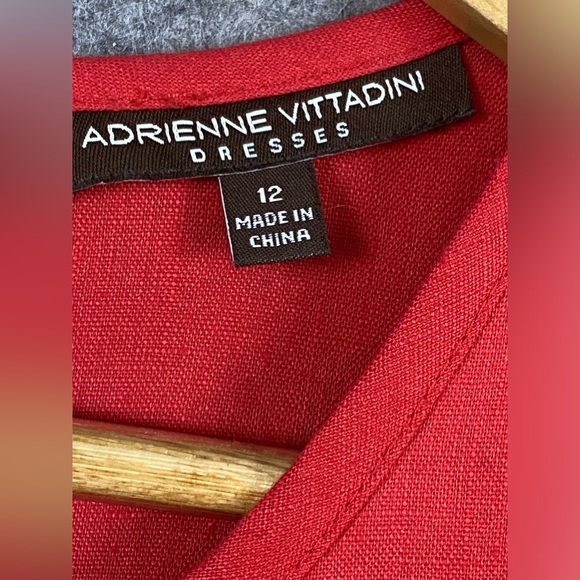 ADRIENNE VITTADINI
DRESSES
12
MADE IN
CHINA